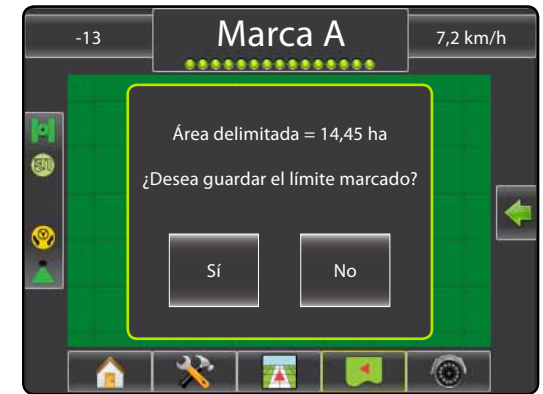 -13
Marca A
7,2 km/h
Área delimitada = 14,45 ha
¿Desea guardar el límite marcado?
Sí
No